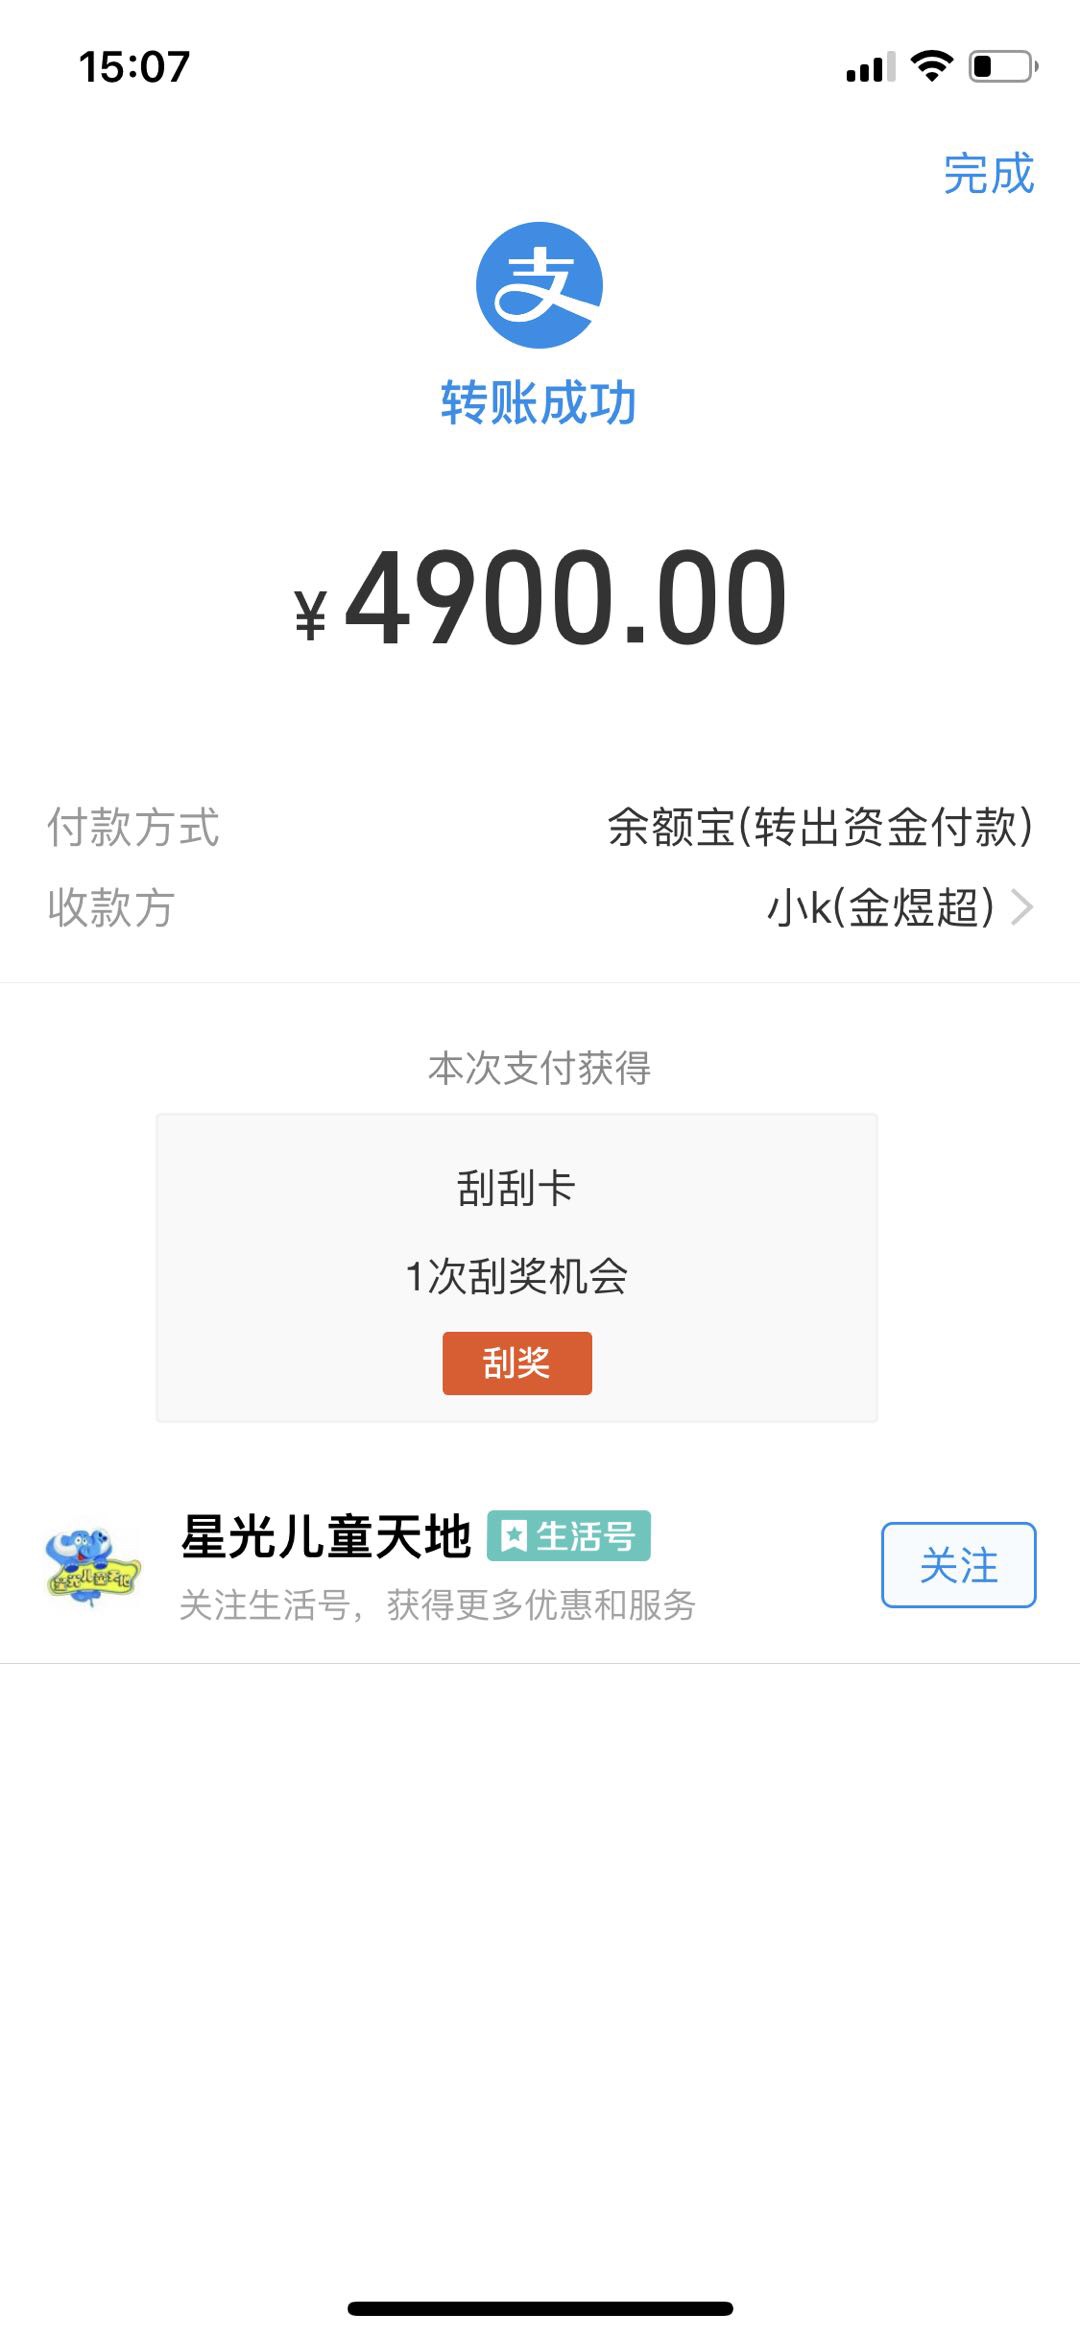 15:07
完成
支
转账成功
¥4900.00
付款方式 余额宝(转出资金付款)
收款方 小k(金煜超)
本次支付获得
刮刮卡
1次刮奖机会
刮奖
星光儿童天地 生活号
关注生活号，获得更多优惠和服务
关注